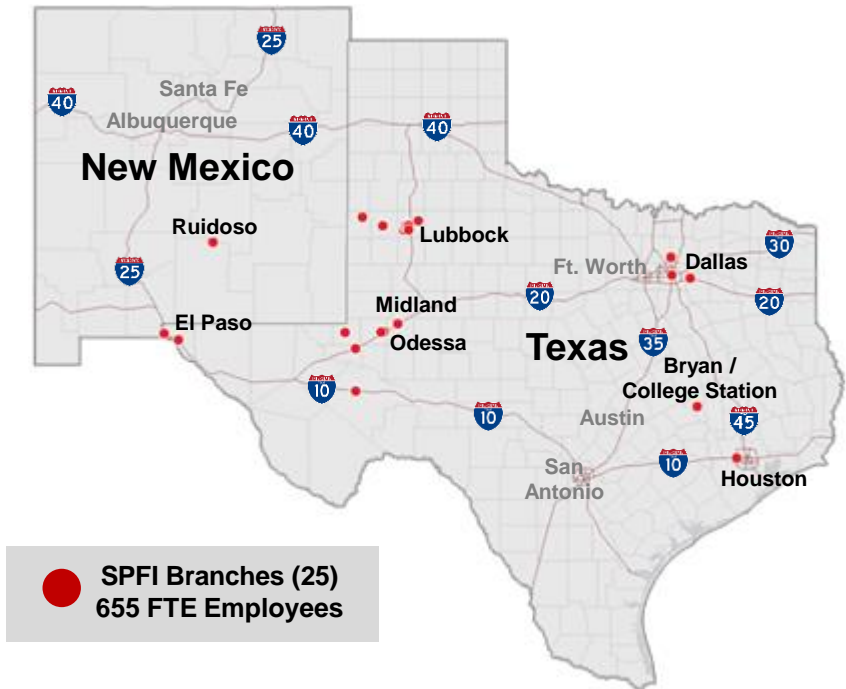 25
Santa Fe
40
Albuquerque
40
40
New Mexico
Ruidoso
Lubbock
25
30
Ft. Worth
Dallas
20
20
Midland
El Paso
Odessa
Texas
35
Bryan /
College Station
10
10
Austin
45
San
Antonio
10
Houston
SPFI Branches (25)
655 FTE Employees